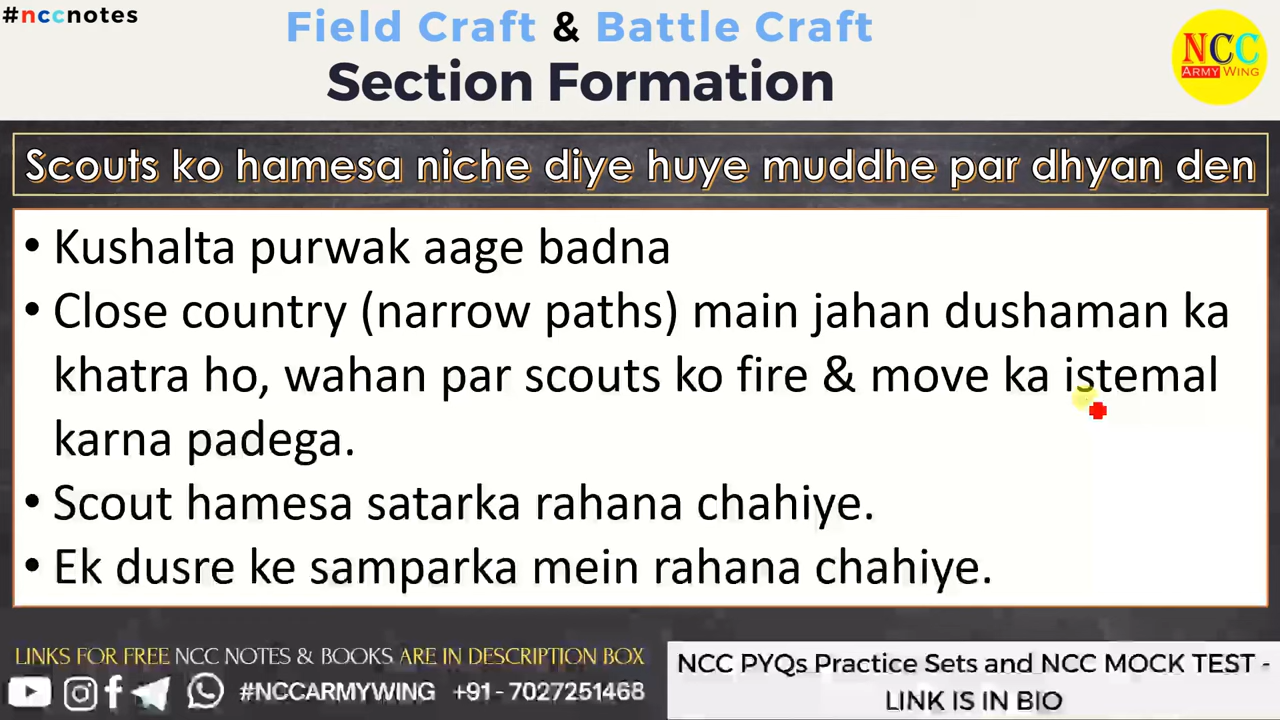 #nccnotes
Field Craft & Battle Craft
Section Formation
NCC
ARMY WING
Scouts ko hamesa niche diye huye muddhe par dhyan den
• Kushalta purwak aage badna
• Close country (narrow paths) main jahan dushaman ka
khatra ho, wahan par scouts ko fire & move ka istemal
karna padega.
• Scout hamesa satarka rahana chahiye.
• Ek dusre ke samparka mein rahana chahiye.
LINKS FOR FREE NCC NOTES & BOOKS ARE IN DESCRIPTION BOX
#NCCARMYWING +91 - 7027251468
NCC PYQs Practice Sets and NCC MOCK TEST -
LINK IS IN BIO